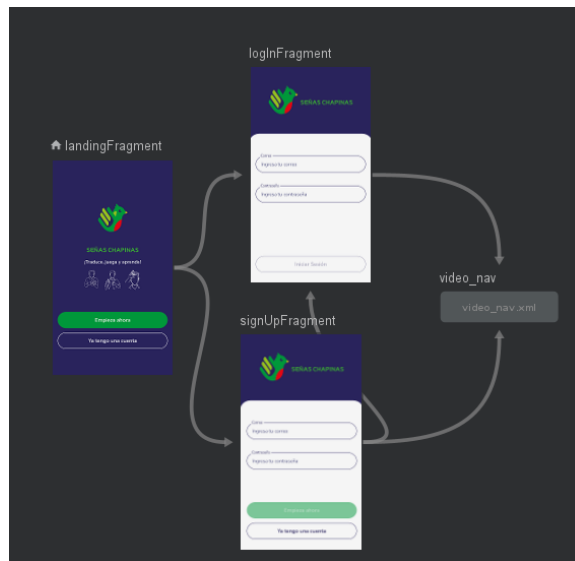 logInFragment
SEÑAS CHAPINAS
Correo
Ingresa tu correo
Contraseña
Ingresa tu contraseña
Iniciar Sesión
landingFragment
SEÑAS CHAPINAS
¡Traduce, juega y aprende!
Empieza ahora
Ya tengo una cuenta
video_nav
video_nav.xml
signUpFragment
SEÑAS CHAPINAS
Correo
Ingresa tu correo
Contraseña
Ingresa tu contraseña
Empieza ahora
Ya tengo una cuenta